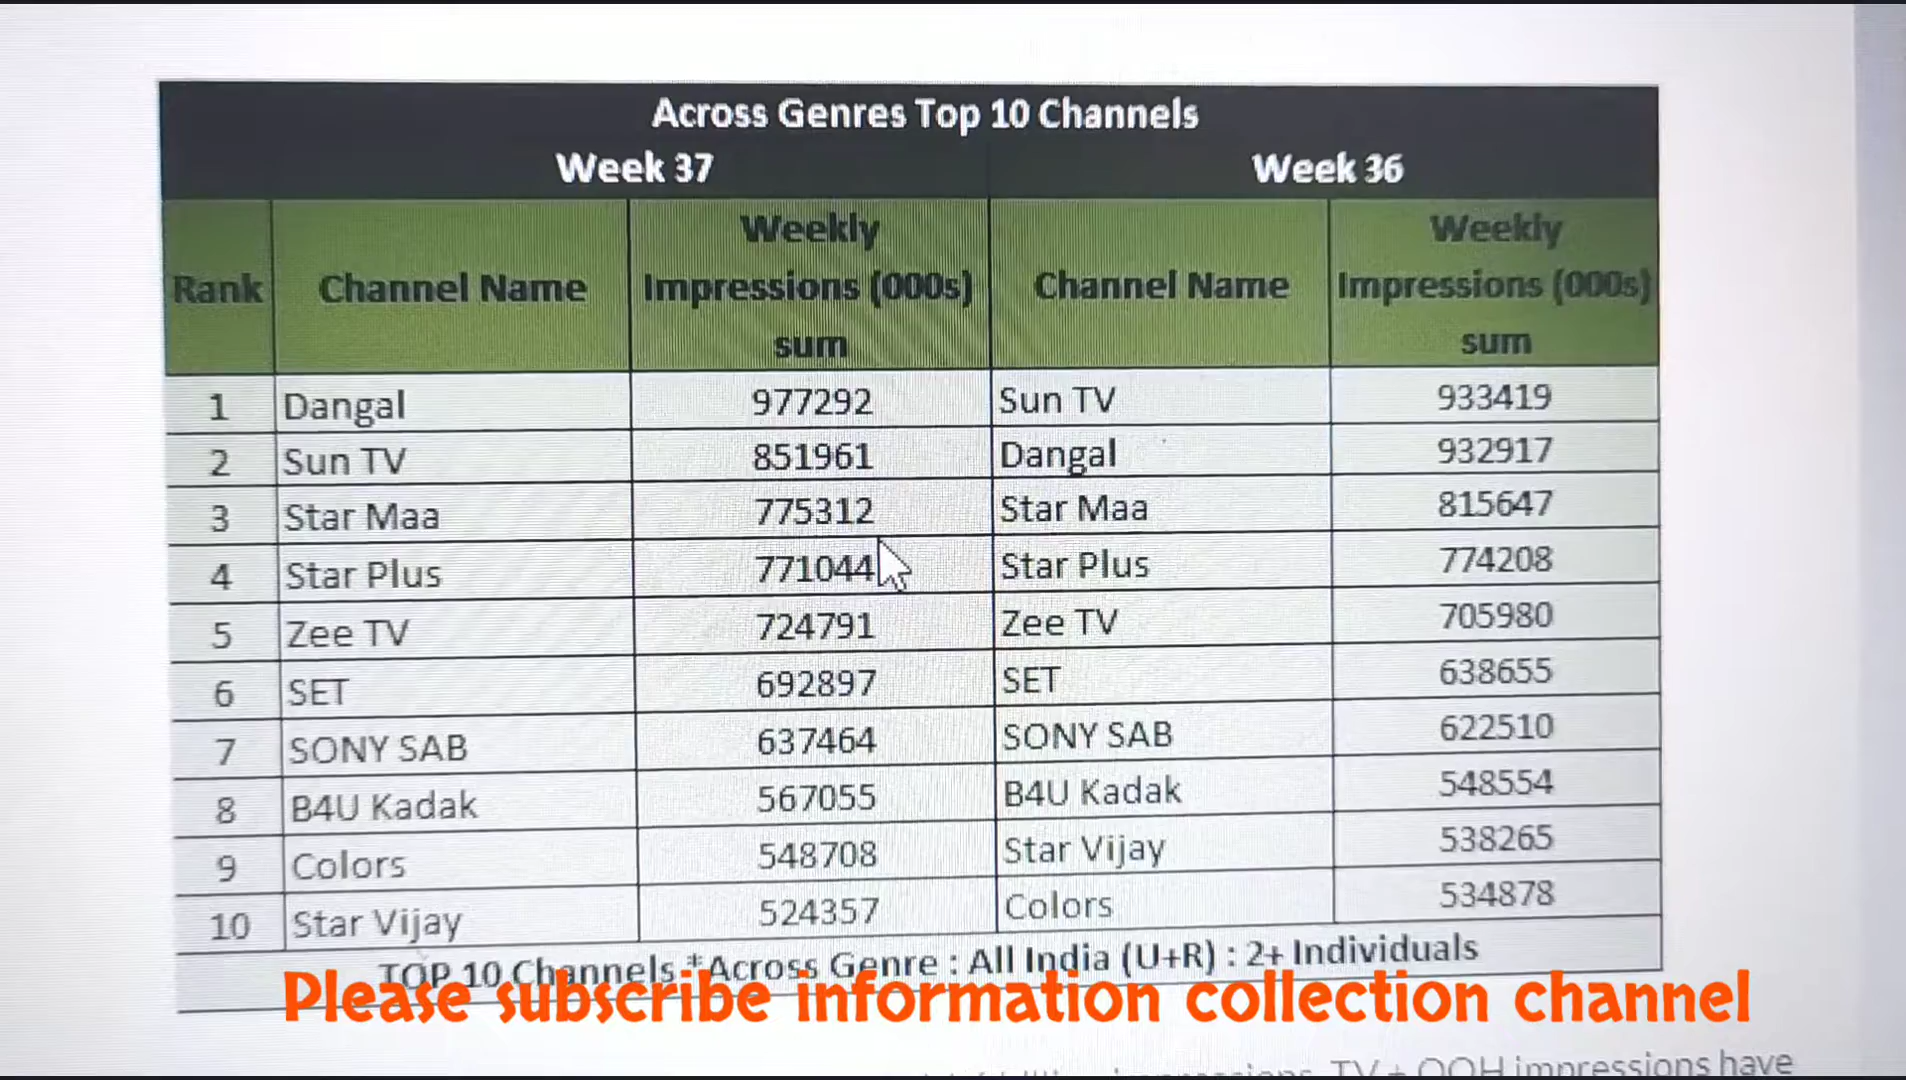 Across Genres Top 10 Channels
Week 37 Week 36
Rank Channel Name Weekly Impressions (000s) sum Channel Name Weekly Impressions (000s) sum
1 Dangal 977292 Sun TV 933419
2 Sun TV 851961 Dangal 932917
3 Star Maa 775312 Star Maa 815647
4 Star Plus 771044 Star Plus 774208
5 Zee TV 724791 Zee TV 705980
6 SET 692897 SET 638655
7 SONY SAB 637464 SONY SAB 622510
8 B4U Kadak 567055 B4U Kadak 548554
9 Colors 548708 Star Vijay 538265
10 Star Vijay 524357 Colors 534878
TOP 10 Channels *Across Genre : All India (U+R) : 2+ Individuals
Please subscribe information collection channel
TV + OOH impressions have